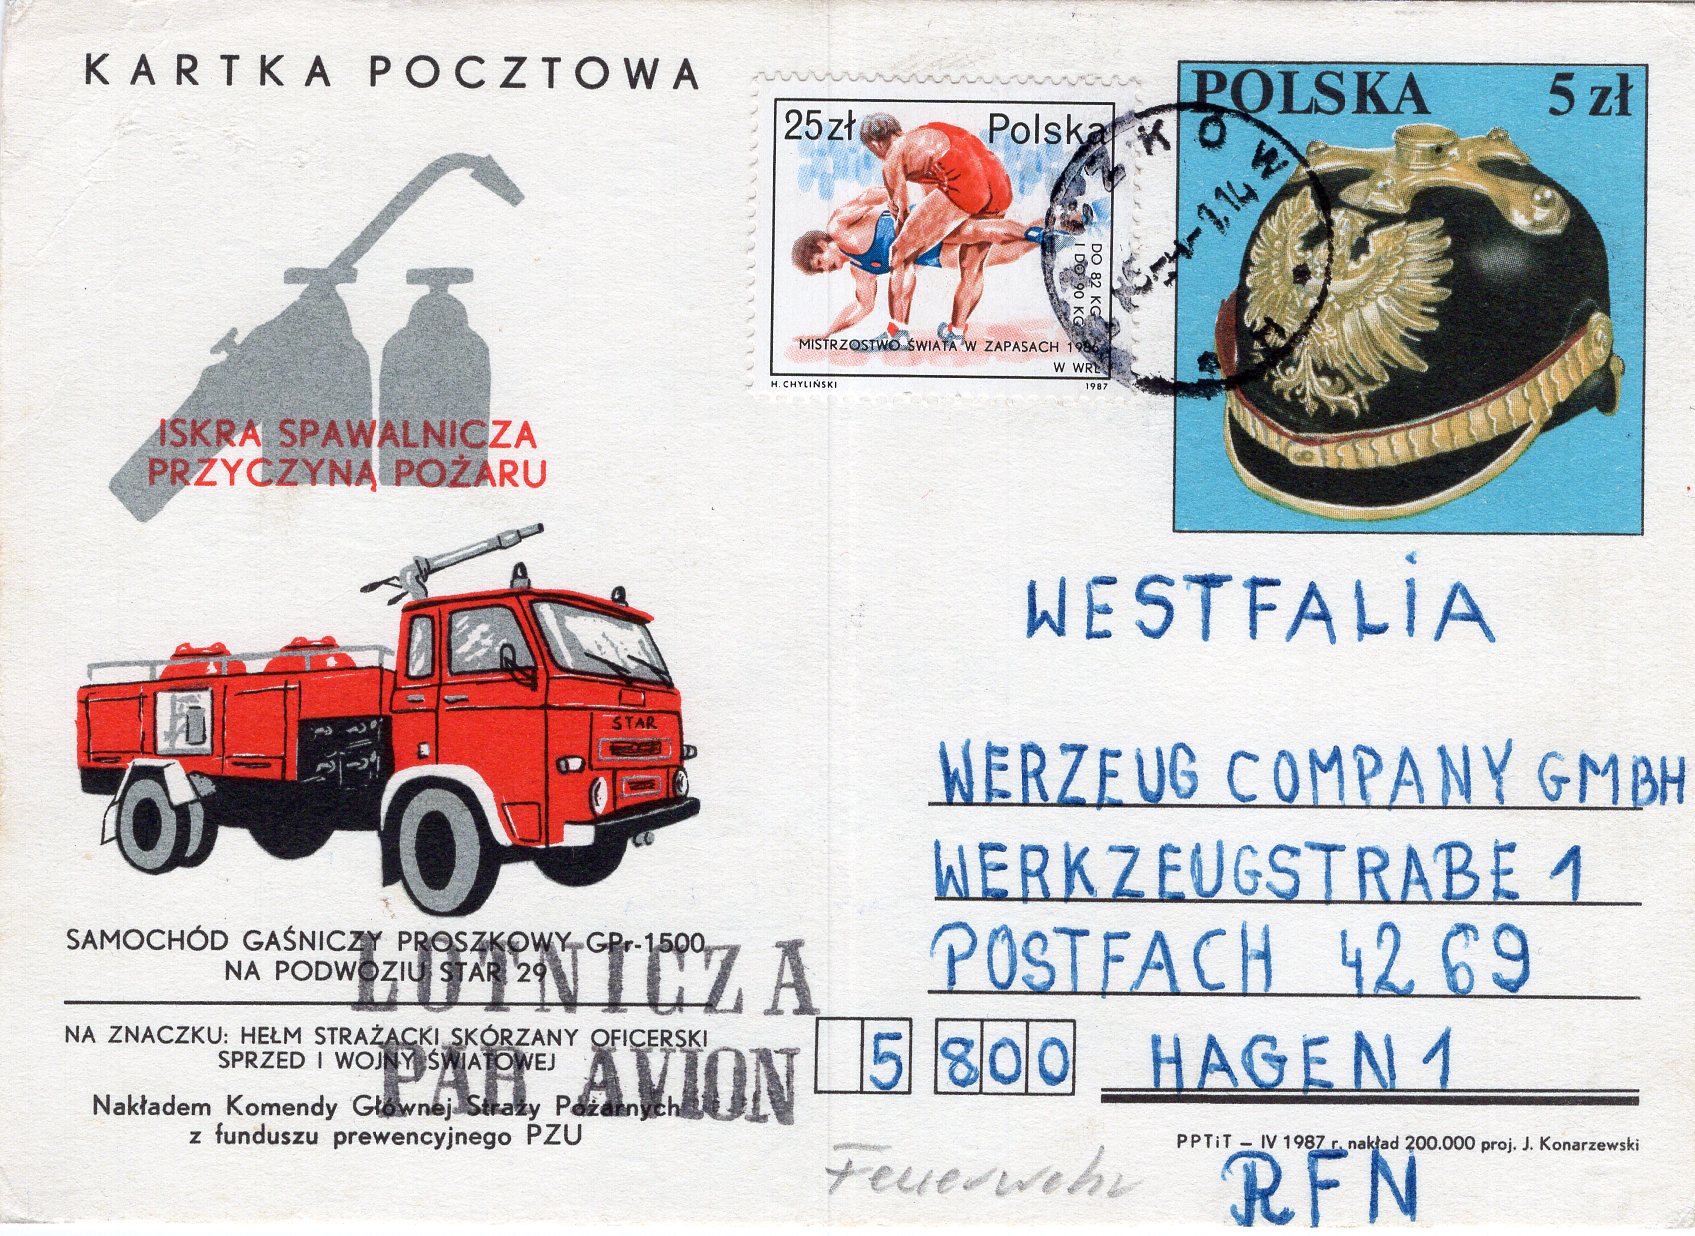 KARTKA POCZTOWA
25zł Polska
DO 82 KG
I DO 90 KG
MISTRZOSTWO ŚWIATA W ZAPASACH
W WRL
H. CHYLIŃSKI 1987
POLSKA 5 zł
ISKRA SPAWALNICZA
PRZYCZYNĄ POŻARU
STAR
SAMOCHÓD GAŚNICZY PROSZKOWY GPr-1500
NA PODWOZIU STAR 29
LOTNICZA
PAR AVION
NA ZNACZKU: HEŁM STRAŻACKI SKÓRZANY OFICERSKI
SPRZED I WOJNY ŚWIATOWEJ
Nakładem Komendy Głównej Straży Pożarnych
z funduszu prewencyjnego PZU
WESTFALiA
WERZEUG COMPANY GMBH
WERKZEUGSTRABE 1
POSTFACH 42 69
5 800 HAGEN 1
PPTiT – IV 1987 r. nakład 200.000 proj. J. Konarzewski
RFN
Feuerwehr